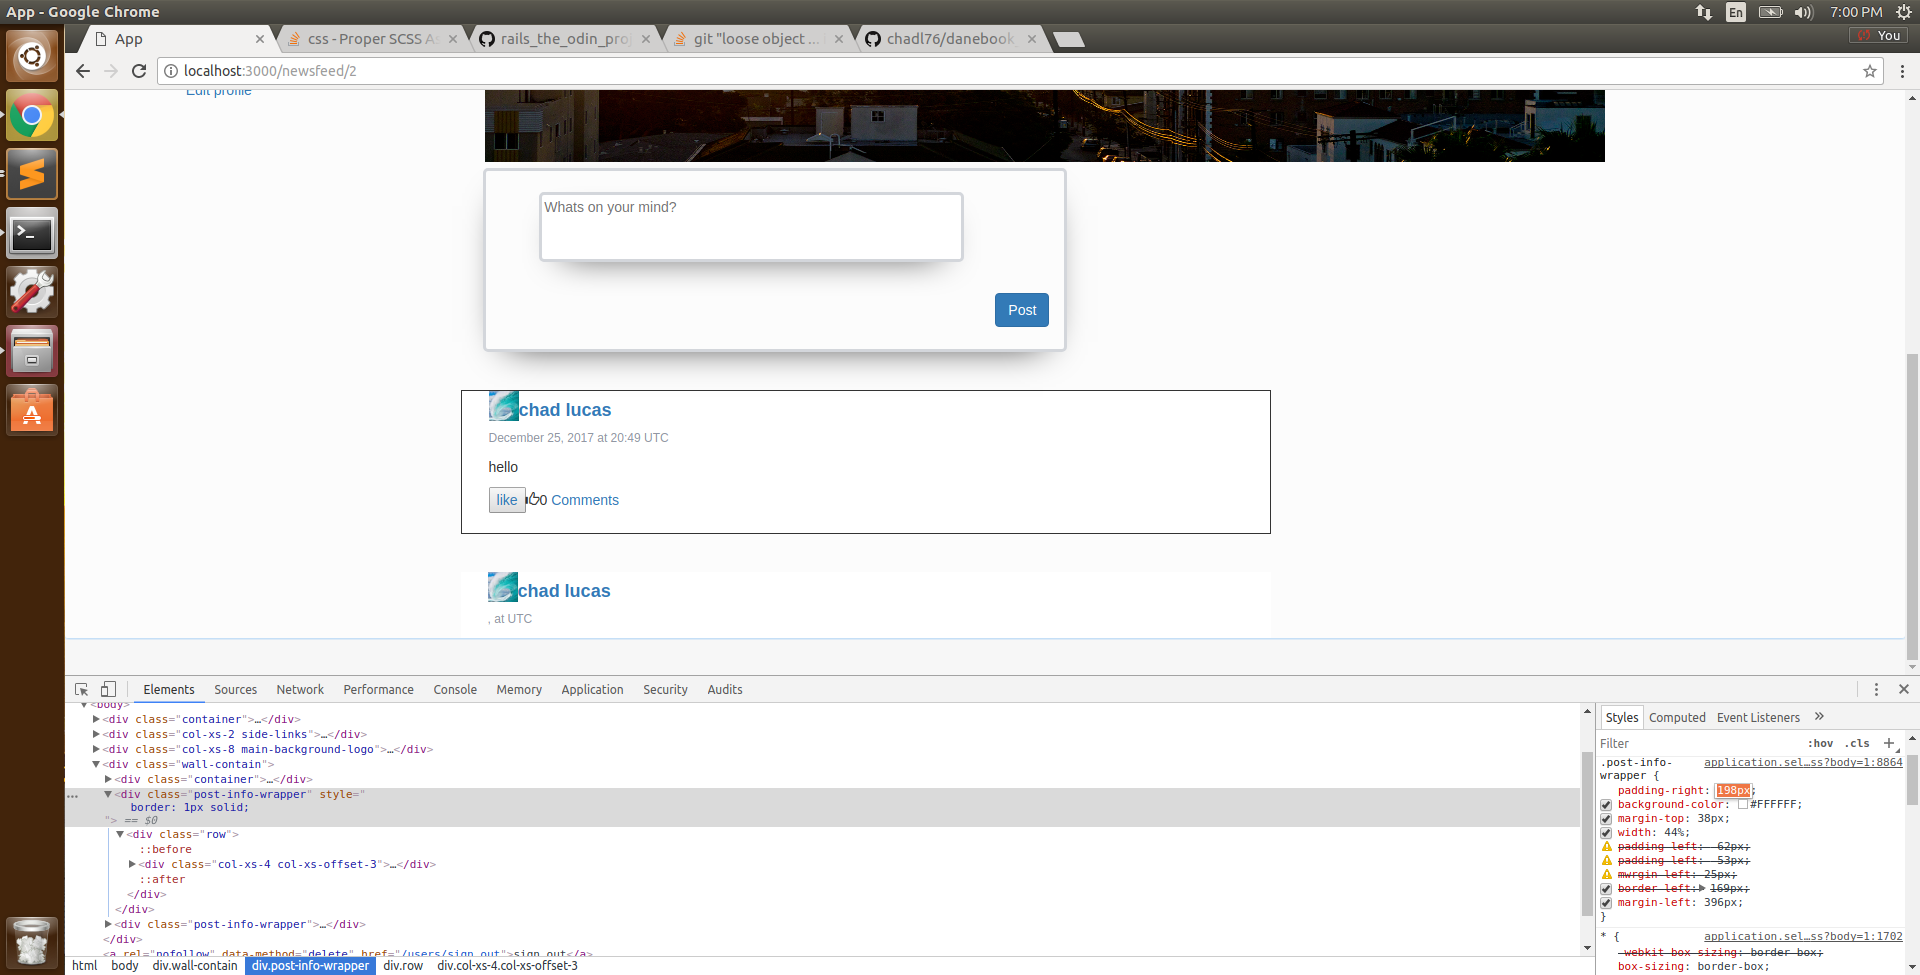 App - Google Chrome
En
7:00 PM
App
css - Proper SCSS As
rails_the_odin_proj
git "loose object ...
chadl76/danebook
You
localhost:3000/newsfeed/2
Edit profile
Whats on your mind?
Post
chad lucas
December 25, 2017 at 20:49 UTC
hello
like
0 Comments
chad lucas
, at UTC
Elements Sources Network Performance Console Memory Application Security Audits
<body>
<div class="container">…</div>
<div class="col-xs-2 side-links">…</div>
<div class="col-xs-8 main-background-logo">…</div>
<div class="wall-contain">
<div class="container">…</div>
<div class="post-info-wrapper" style="
border: 1px solid;
"> == $0
<div class="row">
::before
<div class="col-xs-4 col-xs-offset-3">…</div>
::after
</div>
</div>
<div class="post-info-wrapper">…</div>
</div>
<a rel="nofollow" data-method="delete" href="/users/sign_out">sign out</a>
html body div.wall-contain div.post-info-wrapper div.row div.col-xs-4.col-xs-offset-3
Styles Computed Event Listeners »
Filter :hov .cls +
.post-info-wrapper { application.sel…ss?body=1:8864
padding-right: 198px;
background-color: #FFFFFF;
margin-top: 38px;
width: 44%;
padding left: -62px;
padding left: -53px;
mwrgin-left: 25px;
border-left: 169px;
margin-left: 396px;
}
* { application.sel…ss?body=1:1702
-webkit-box-sizing: border-box;
box-sizing: border-box;